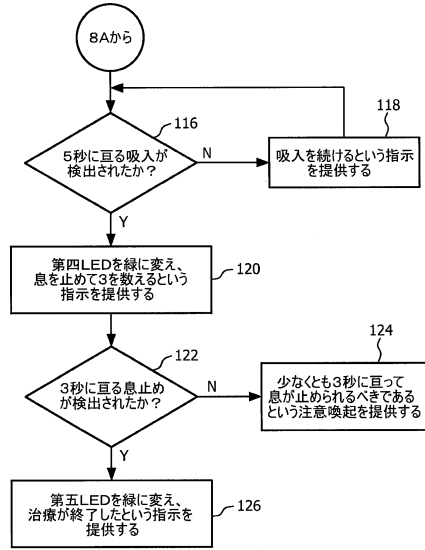 8Aから
116
5秒に亘る吸入が
検出されたか？
N
118
吸入を続けるという指示
を提供する
Y
第四LEDを緑に変え、
息を止めて3を数えるという
指示を提供する
120
122
3秒に亘る息止め
が検出されたか？
N
124
少なくとも3秒に亘って
息が止められるべきである
という注意喚起を提供する
Y
第五LEDを緑に変え、
治療が終了したという指示を
提供する
126